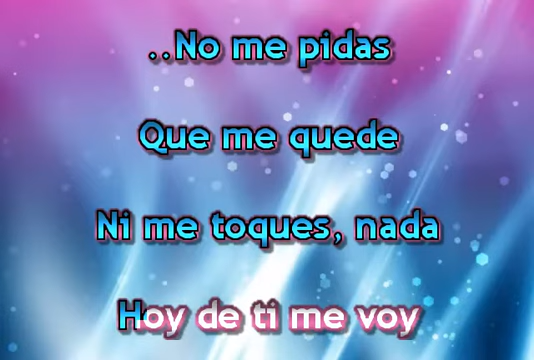 ..No me pidas
Que me quede
Ni me toques, nada
Hoy de ti me voy